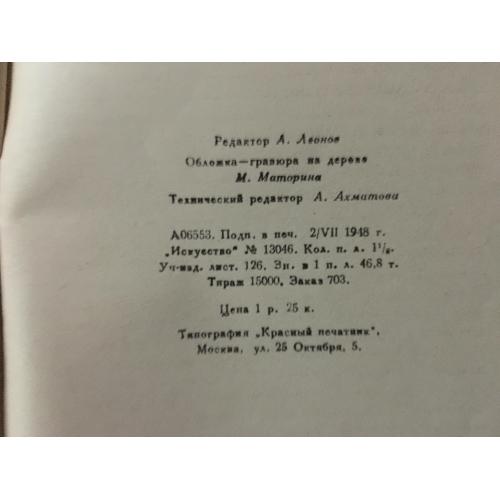 Редактор А. Леонов
Обложка—гравюра на дереве
М. Маторина
Технический редактор А. Ахматова
А06553. Подп. в печ. 2/VII 1948 г.
„Искусство" № 13046. Кол. п. л. 1¹/₈.
Уч-изд. лист. 126. Зн. в 1 п. л. 46,8 т.
Тираж 15000, Заказ 703.
Цена 1 р. 25 к.
Типография „Красный печатник",
Москва, ул. 25 Октября, 5.